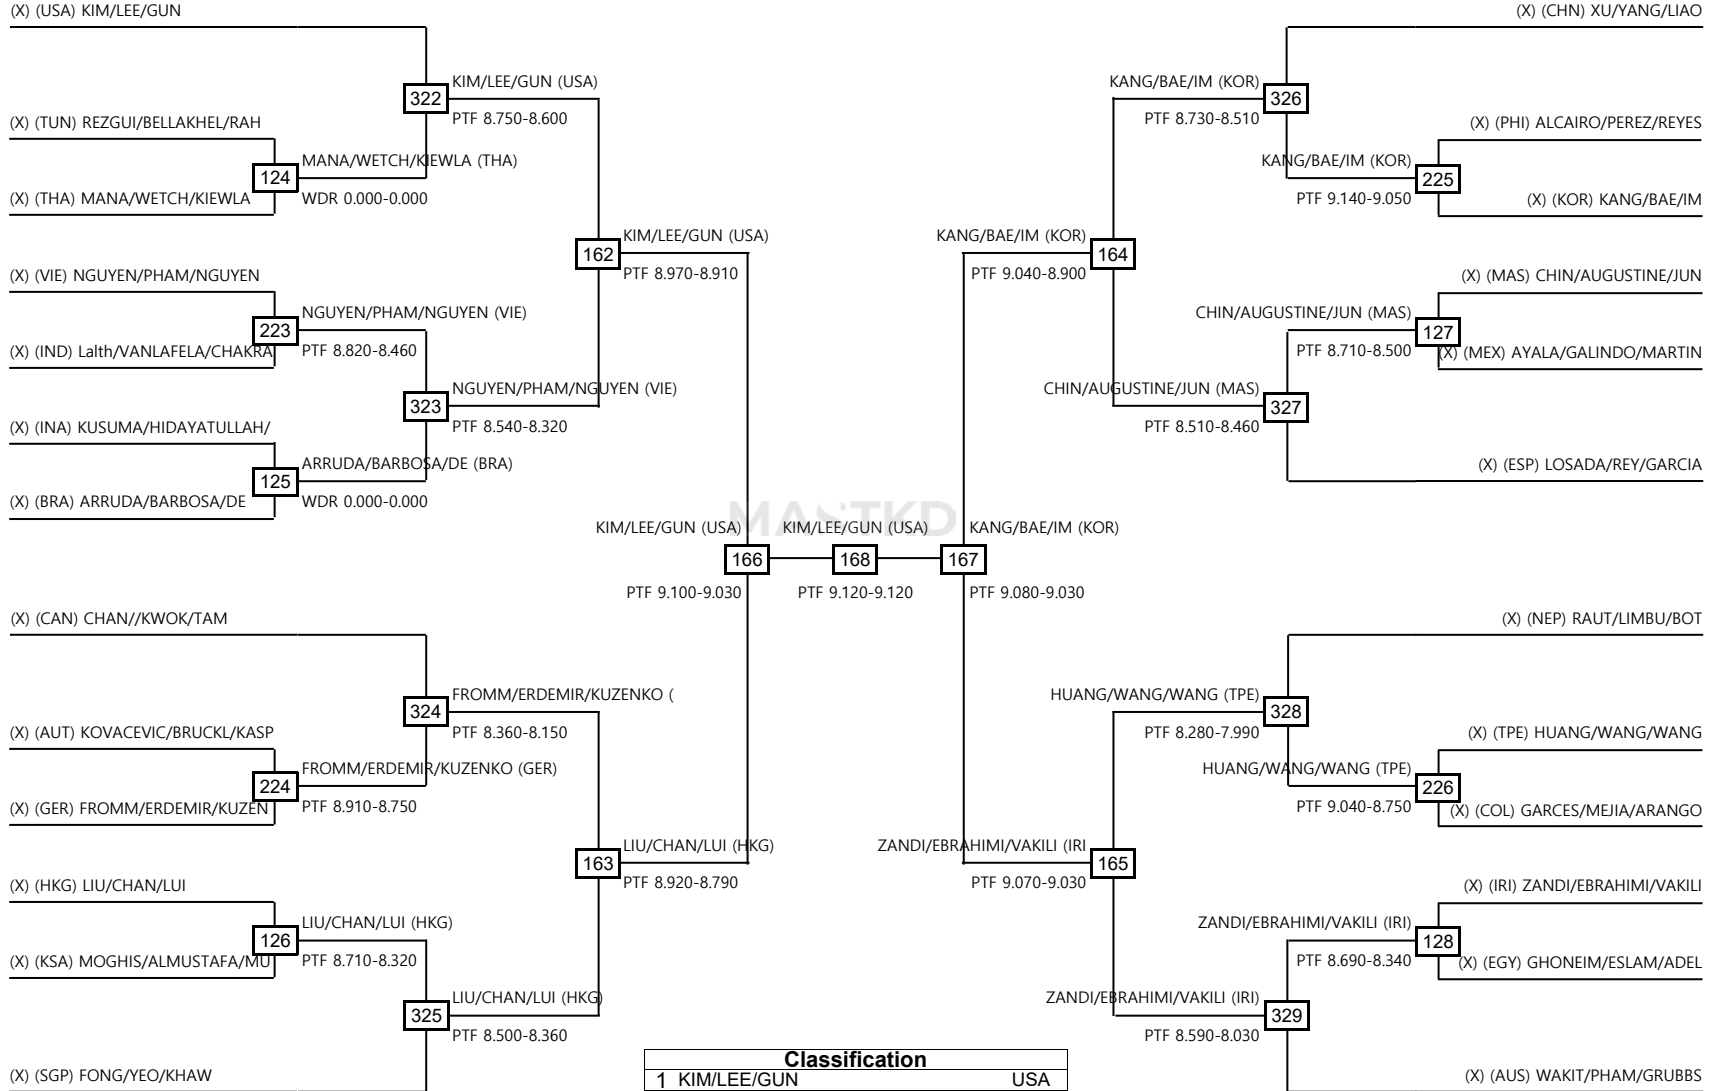 (X) (USA) KIM/LEE/GUN
(X) (CHN) XU/YANG/LIAO
KIM/LEE/GUN (USA)
KANG/BAE/IM (KOR)
322
326
PTF 8.750-8.600
PTF 8.730-8.510
(X) (TUN) REZGUI/BELLAKHEL/RAH
(X) (PHI) ALCAIRO/PEREZ/REYES
MANA/WETCH/KIEWLA (THA)
KANG/BAE/IM (KOR)
124
225
(X) (THA) MANA/WETCH/KIEWLA
WDR 0.000-0.000
PTF 9.140-9.050
(X) (KOR) KANG/BAE/IM
KIM/LEE/GUN (USA)
KANG/BAE/IM (KOR)
162
164
PTF 8.970-8.910
PTF 9.040-8.900
(X) (VIE) NGUYEN/PHAM/NGUYEN
(X) (MAS) CHIN/AUGUSTINE/JUN
NGUYEN/PHAM/NGUYEN (VIE)
CHIN/AUGUSTINE/JUN (MAS)
223
127
(X) (IND) Lalth/VANLAFELA/CHAKRA
PTF 8.820-8.460
PTF 8.710-8.500
(X) (MEX) AYALA/GALINDO/MARTIN
NGUYEN/PHAM/NGUYEN (VIE)
CHIN/AUGUSTINE/JUN (MAS)
323
327
PTF 8.540-8.320
PTF 8.510-8.460
(X) (INA) KUSUMA/HIDAYATULLAH/
ARRUDA/BARBOSA/DE (BRA)
(X) (ESP) LOSADA/REY/GARCIA
125
(X) (BRA) ARRUDA/BARBOSA/DE
WDR 0.000-0.000
MASTKD
KIM/LEE/GUN (USA)
KIM/LEE/GUN (USA)
KANG/BAE/IM (KOR)
166
168
167
PTF 9.100-9.030
PTF 9.120-9.120
PTF 9.080-9.030
(X) (CAN) CHAN//KWOK/TAM
(X) (NEP) RAUT/LIMBU/BOT
FROMM/ERDEMIR/KUZENKO (
HUANG/WANG/WANG (TPE)
324
328
PTF 8.360-8.150
PTF 8.280-7.990
(X) (AUT) KOVACEVIC/BRUCKL/KASP
(X) (TPE) HUANG/WANG/WANG
FROMM/ERDEMIR/KUZENKO (GER)
HUANG/WANG/WANG (TPE)
224
226
(X) (GER) FROMM/ERDEMIR/KUZEN
PTF 8.910-8.750
PTF 9.040-8.750
(X) (COL) GARCES/MEJIA/ARANGO
LIU/CHAN/LUI (HKG)
ZANDI/EBRAHIMI/VAKILI (IRI
163
165
PTF 8.920-8.790
PTF 9.070-9.030
(X) (HKG) LIU/CHAN/LUI
(X) (IRI) ZANDI/EBRAHIMI/VAKILI
LIU/CHAN/LUI (HKG)
ZANDI/EBRAHIMI/VAKILI (IRI)
126
128
(X) (KSA) MOGHIS/ALMUSTAFA/MU
PTF 8.710-8.320
PTF 8.690-8.340
(X) (EGY) GHONEIM/ESLAM/ADEL
LIU/CHAN/LUI (HKG)
ZANDI/EBRAHIMI/VAKILI (IRI)
325
329
PTF 8.500-8.360
PTF 8.590-8.030
Classification
(X) (SGP) FONG/YEO/KHAW
1 KIM/LEE/GUN USA
(X) (AUS) WAKIT/PHAM/GRUBBS